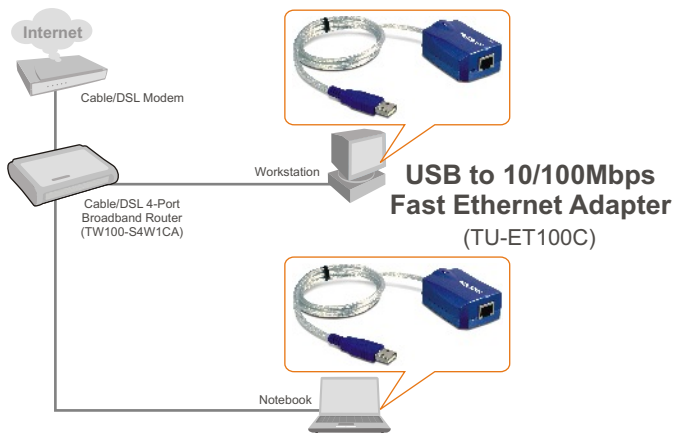 Internet
Cable/DSL Modem
Workstation
Cable/DSL 4-Port
Broadband Router
(TW100-S4W1CA)
USB to 10/100Mbps
Fast Ethernet Adapter
(TU-ET100C)
Notebook